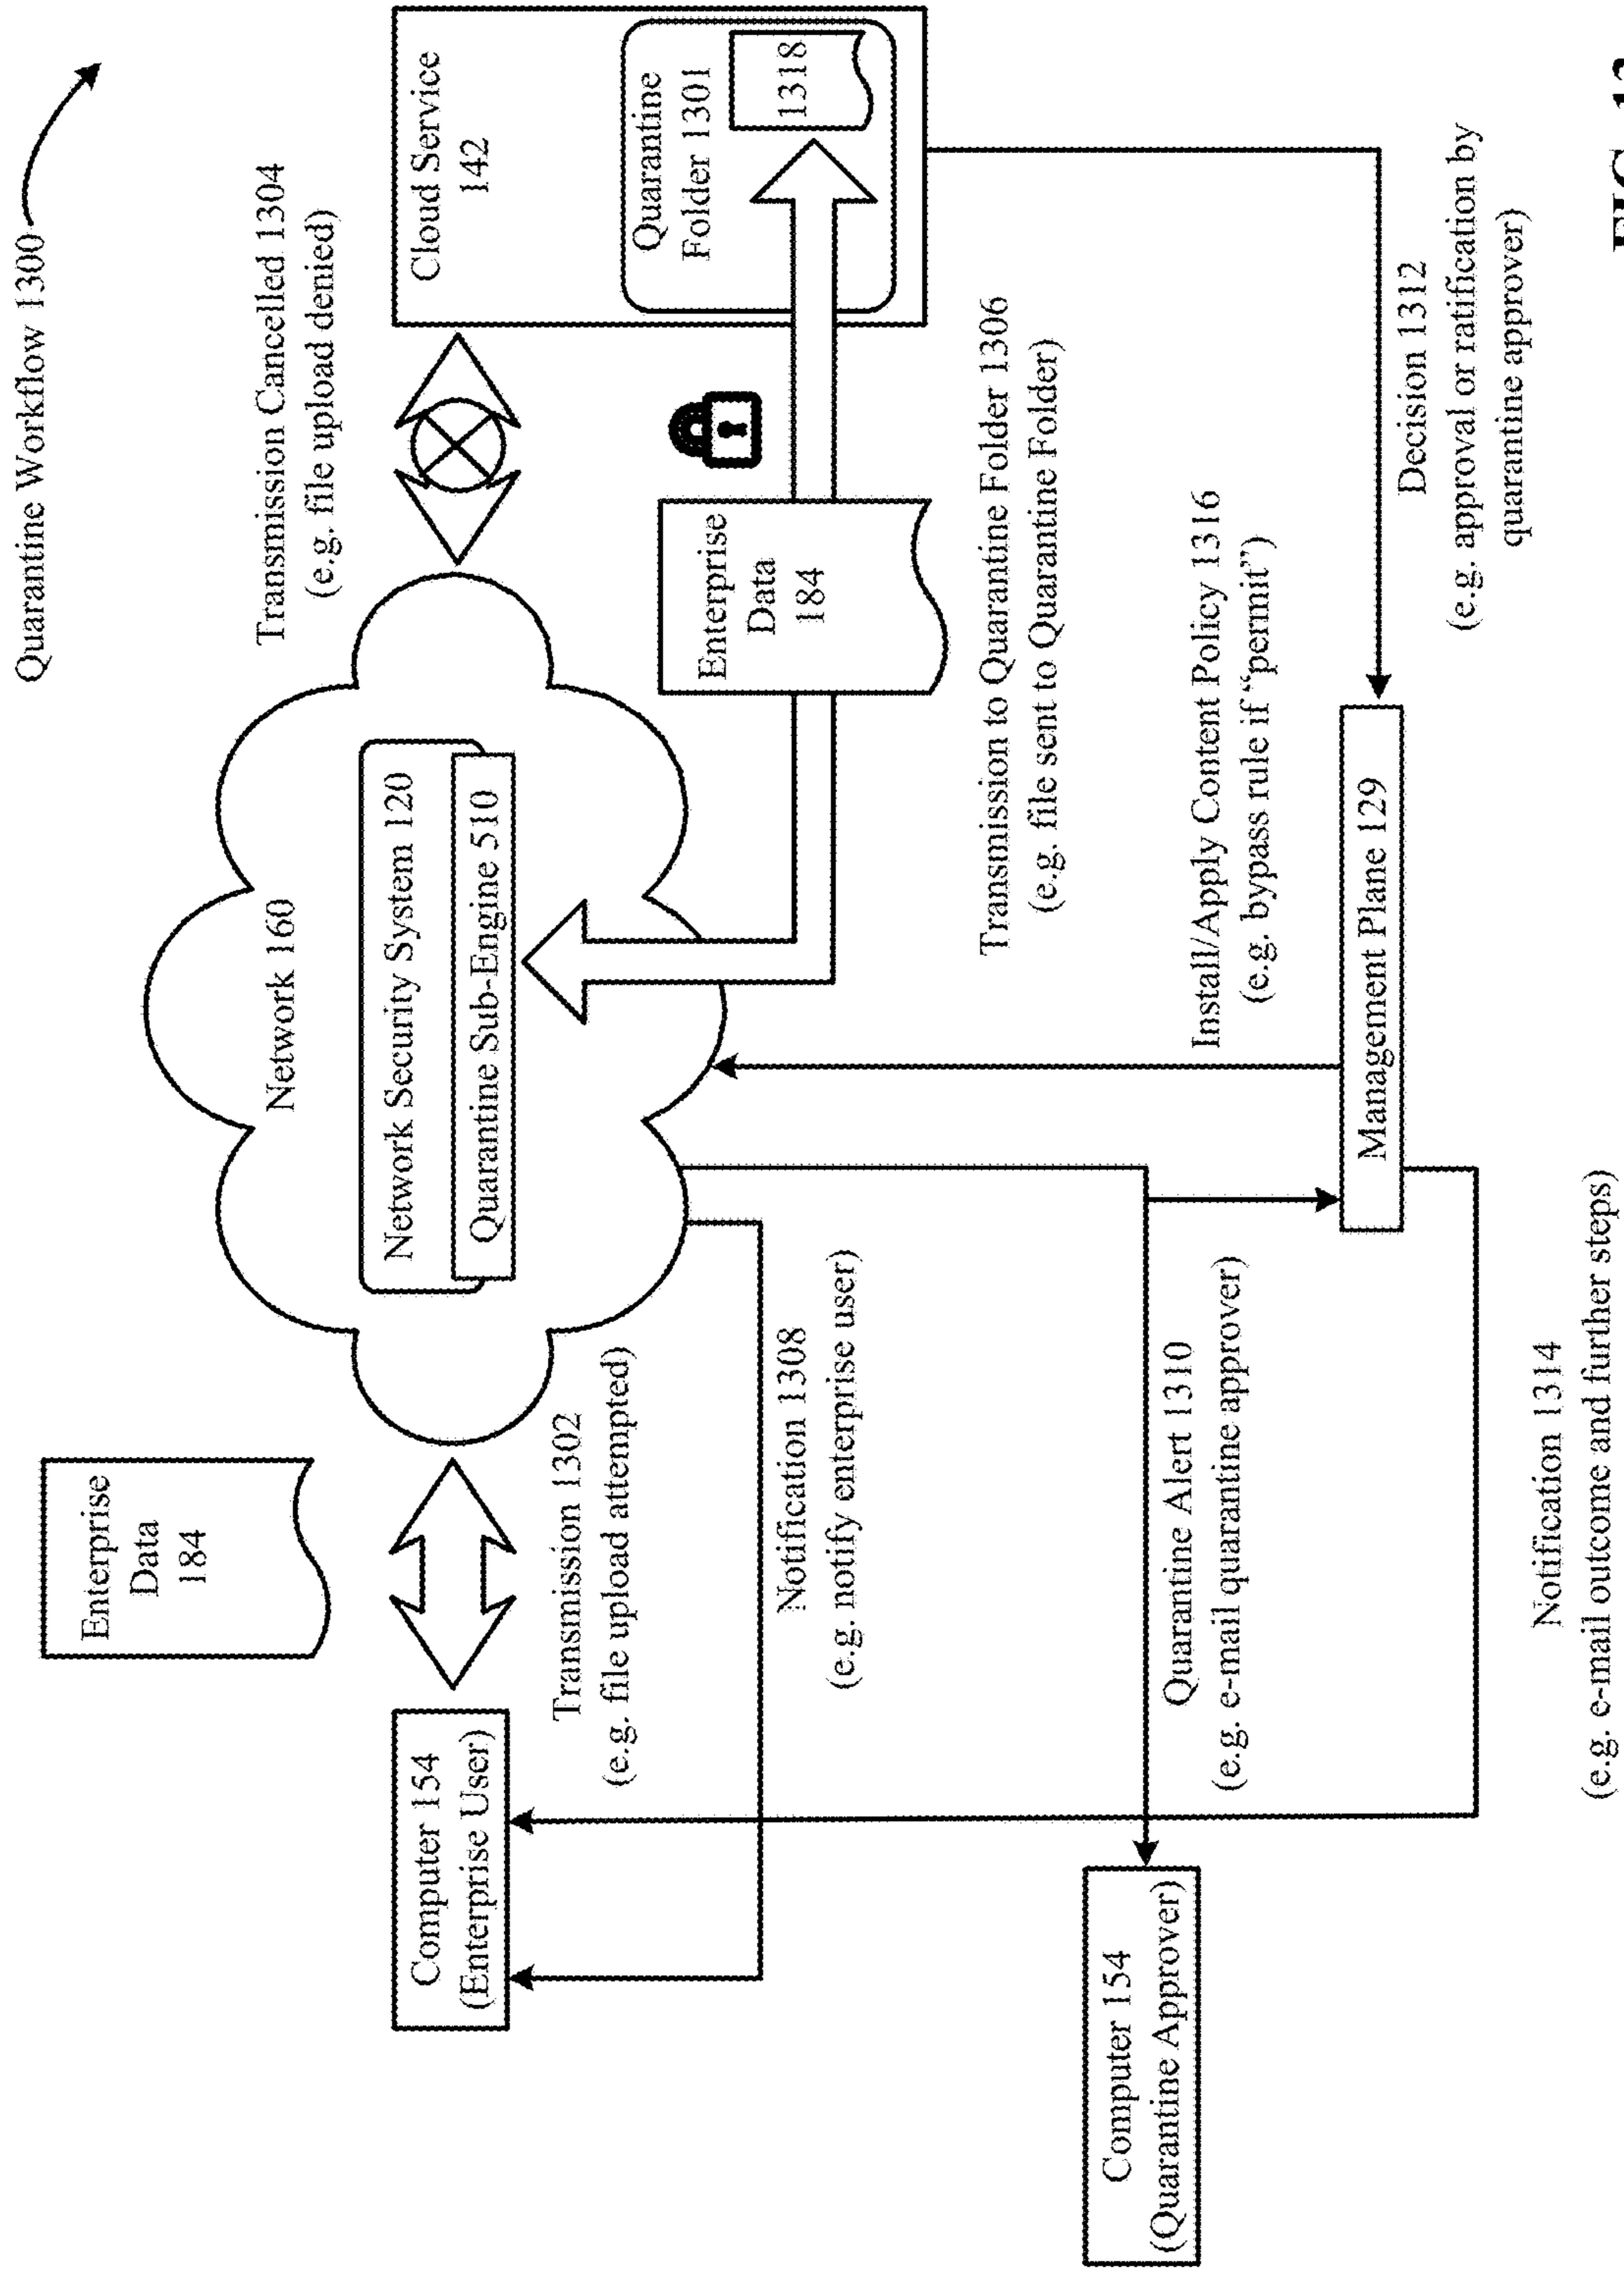 Quarantine Workflow 1300
Enterprise
Data
184
Transmission Cancelled 1304
(e.g. file upload denied)
Network 160
Computer 154
(Enterprise User)
Network Security System 120
Quarantine Sub-Engine 510
Cloud Service
142
Quarantine
Folder 1301
1318
Transmission 1302
(e.g. file upload attempted)
Enterprise
Data
184
Notification 1308
(e.g. notify enterprise user)
Transmission to Quarantine Folder 1306
(e.g. file sent to Quarantine Folder)
Computer 154
(Quarantine Approver)
Quarantine Alert 1310
(e.g. e-mail quarantine approver)
Install/Apply Content Policy 1316
(e.g. bypass rule if “permit”)
Management Plane 129
Decision 1312
(e.g. approval or ratification by
quarantine approver)
Notification 1314
(e.g. e-mail outcome and further steps)